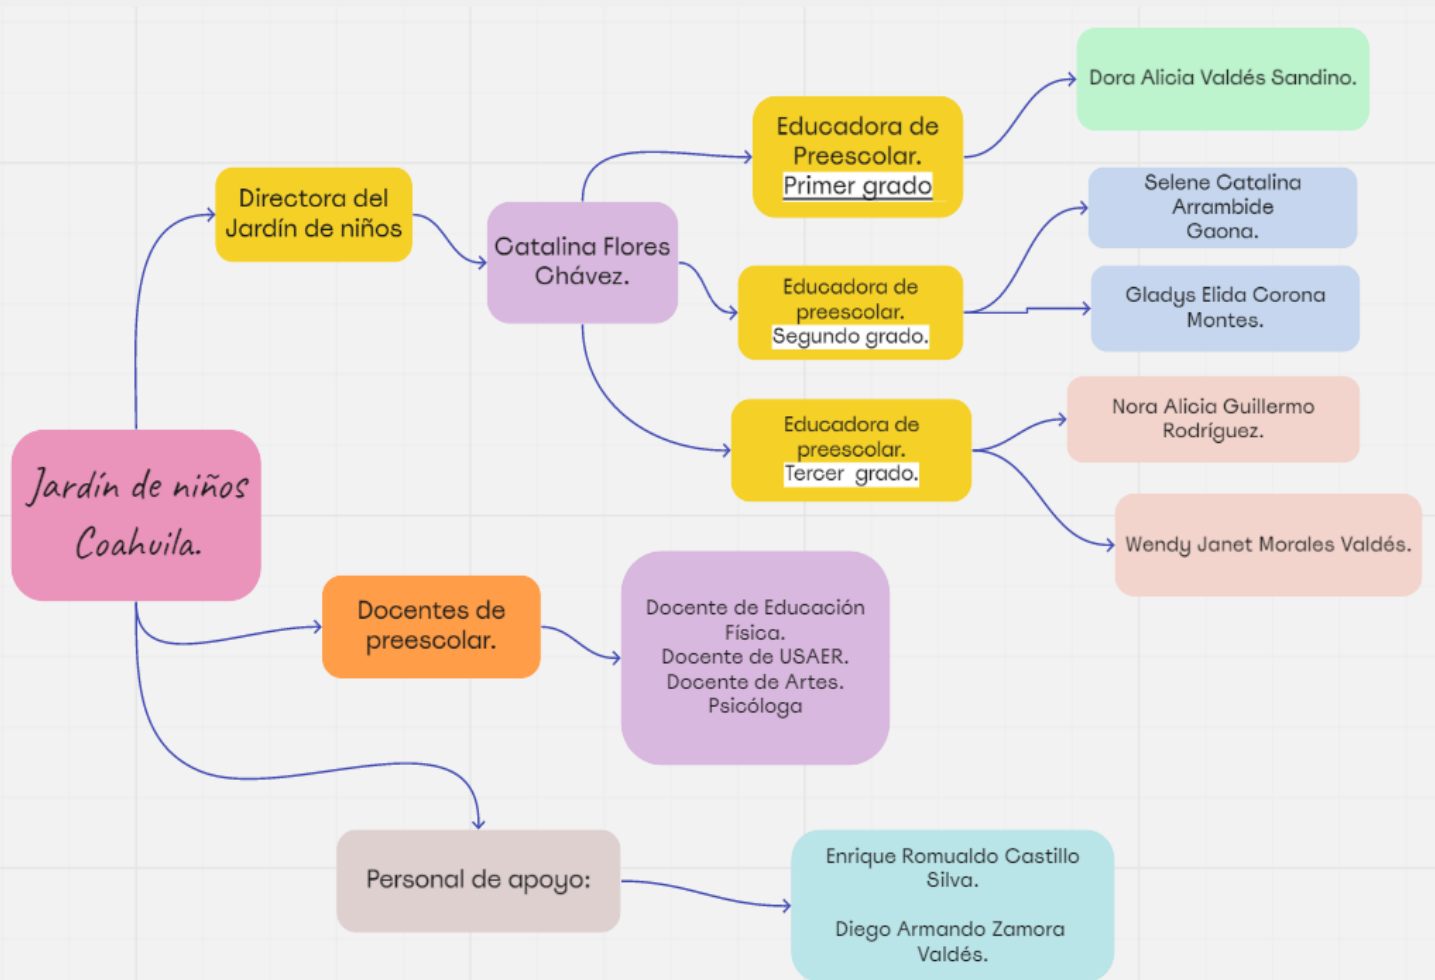 Dora Alicia Valdés Sandino.
Educadora de
Preescolar.
Primer grado
Directora del
Jardín de niños
Catalina Flores
Chávez.
Selene Catalina
Arrambide
Gaona.
Educadora de
preescolar.
Segundo grado.
Gladys Elida Corona
Montes.
Educadora de
preescolar.
Tercer grado.
Nora Alicia Guillermo
Rodríguez.
Wendy Janet Morales Valdés.
Jardín de niños
Coahuila.
Docentes de
preescolar.
Docente de Educación
Física.
Docente de USAER.
Docente de Artes.
Psicóloga
Personal de apoyo:
Enrique Romualdo Castillo
Silva.
Diego Armando Zamora
Valdés.